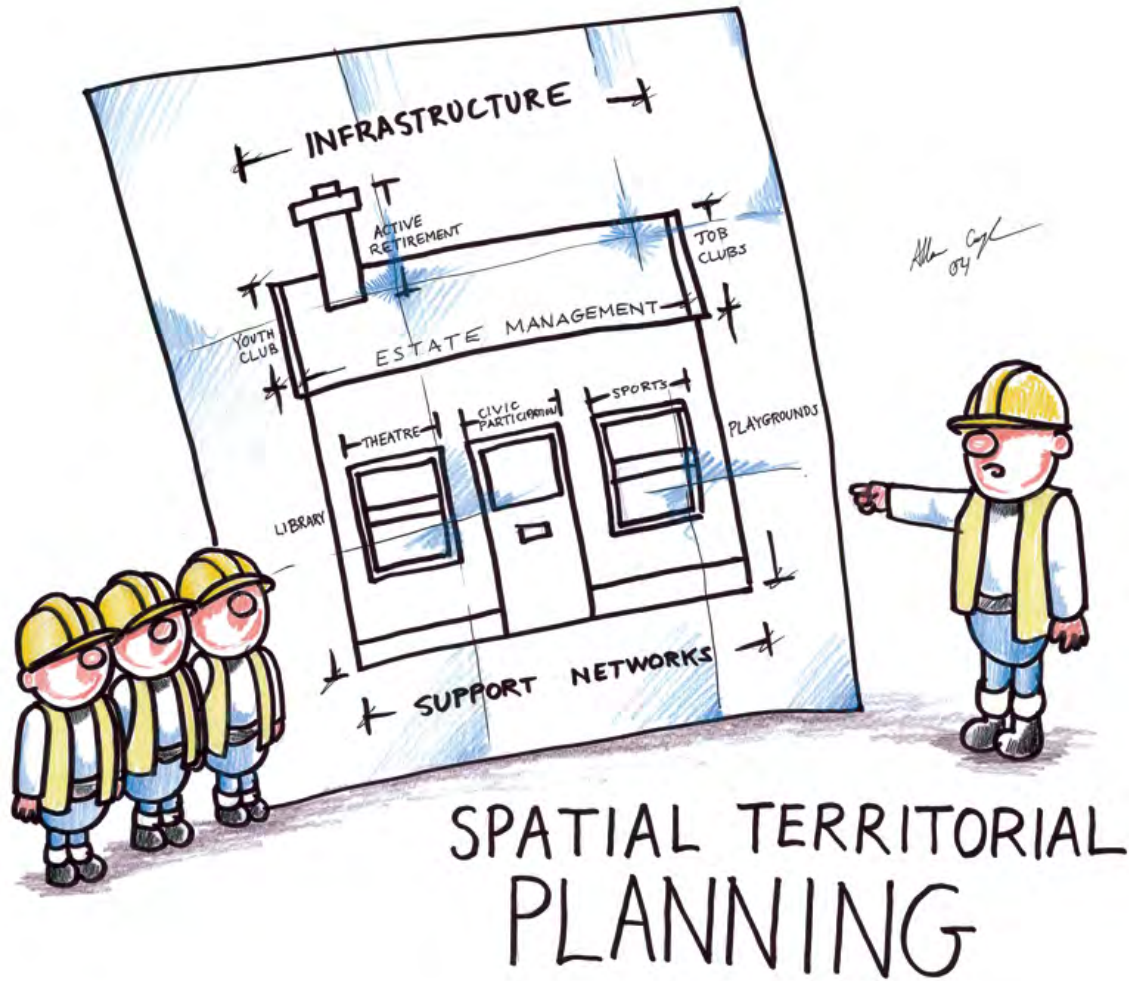 INFRASTRUCTURE
ACTIVE
RETIREMENT
JOB
CLUBS
YOUTH
CLUB
ESTATE MANAGEMENT
THEATRE
CIVIC
PARTICIPATION
SPORTS
PLAYGROUNDS
LIBRARY
SUPPORT NETWORKS
04
SPATIAL TERRITORIAL
PLANNING